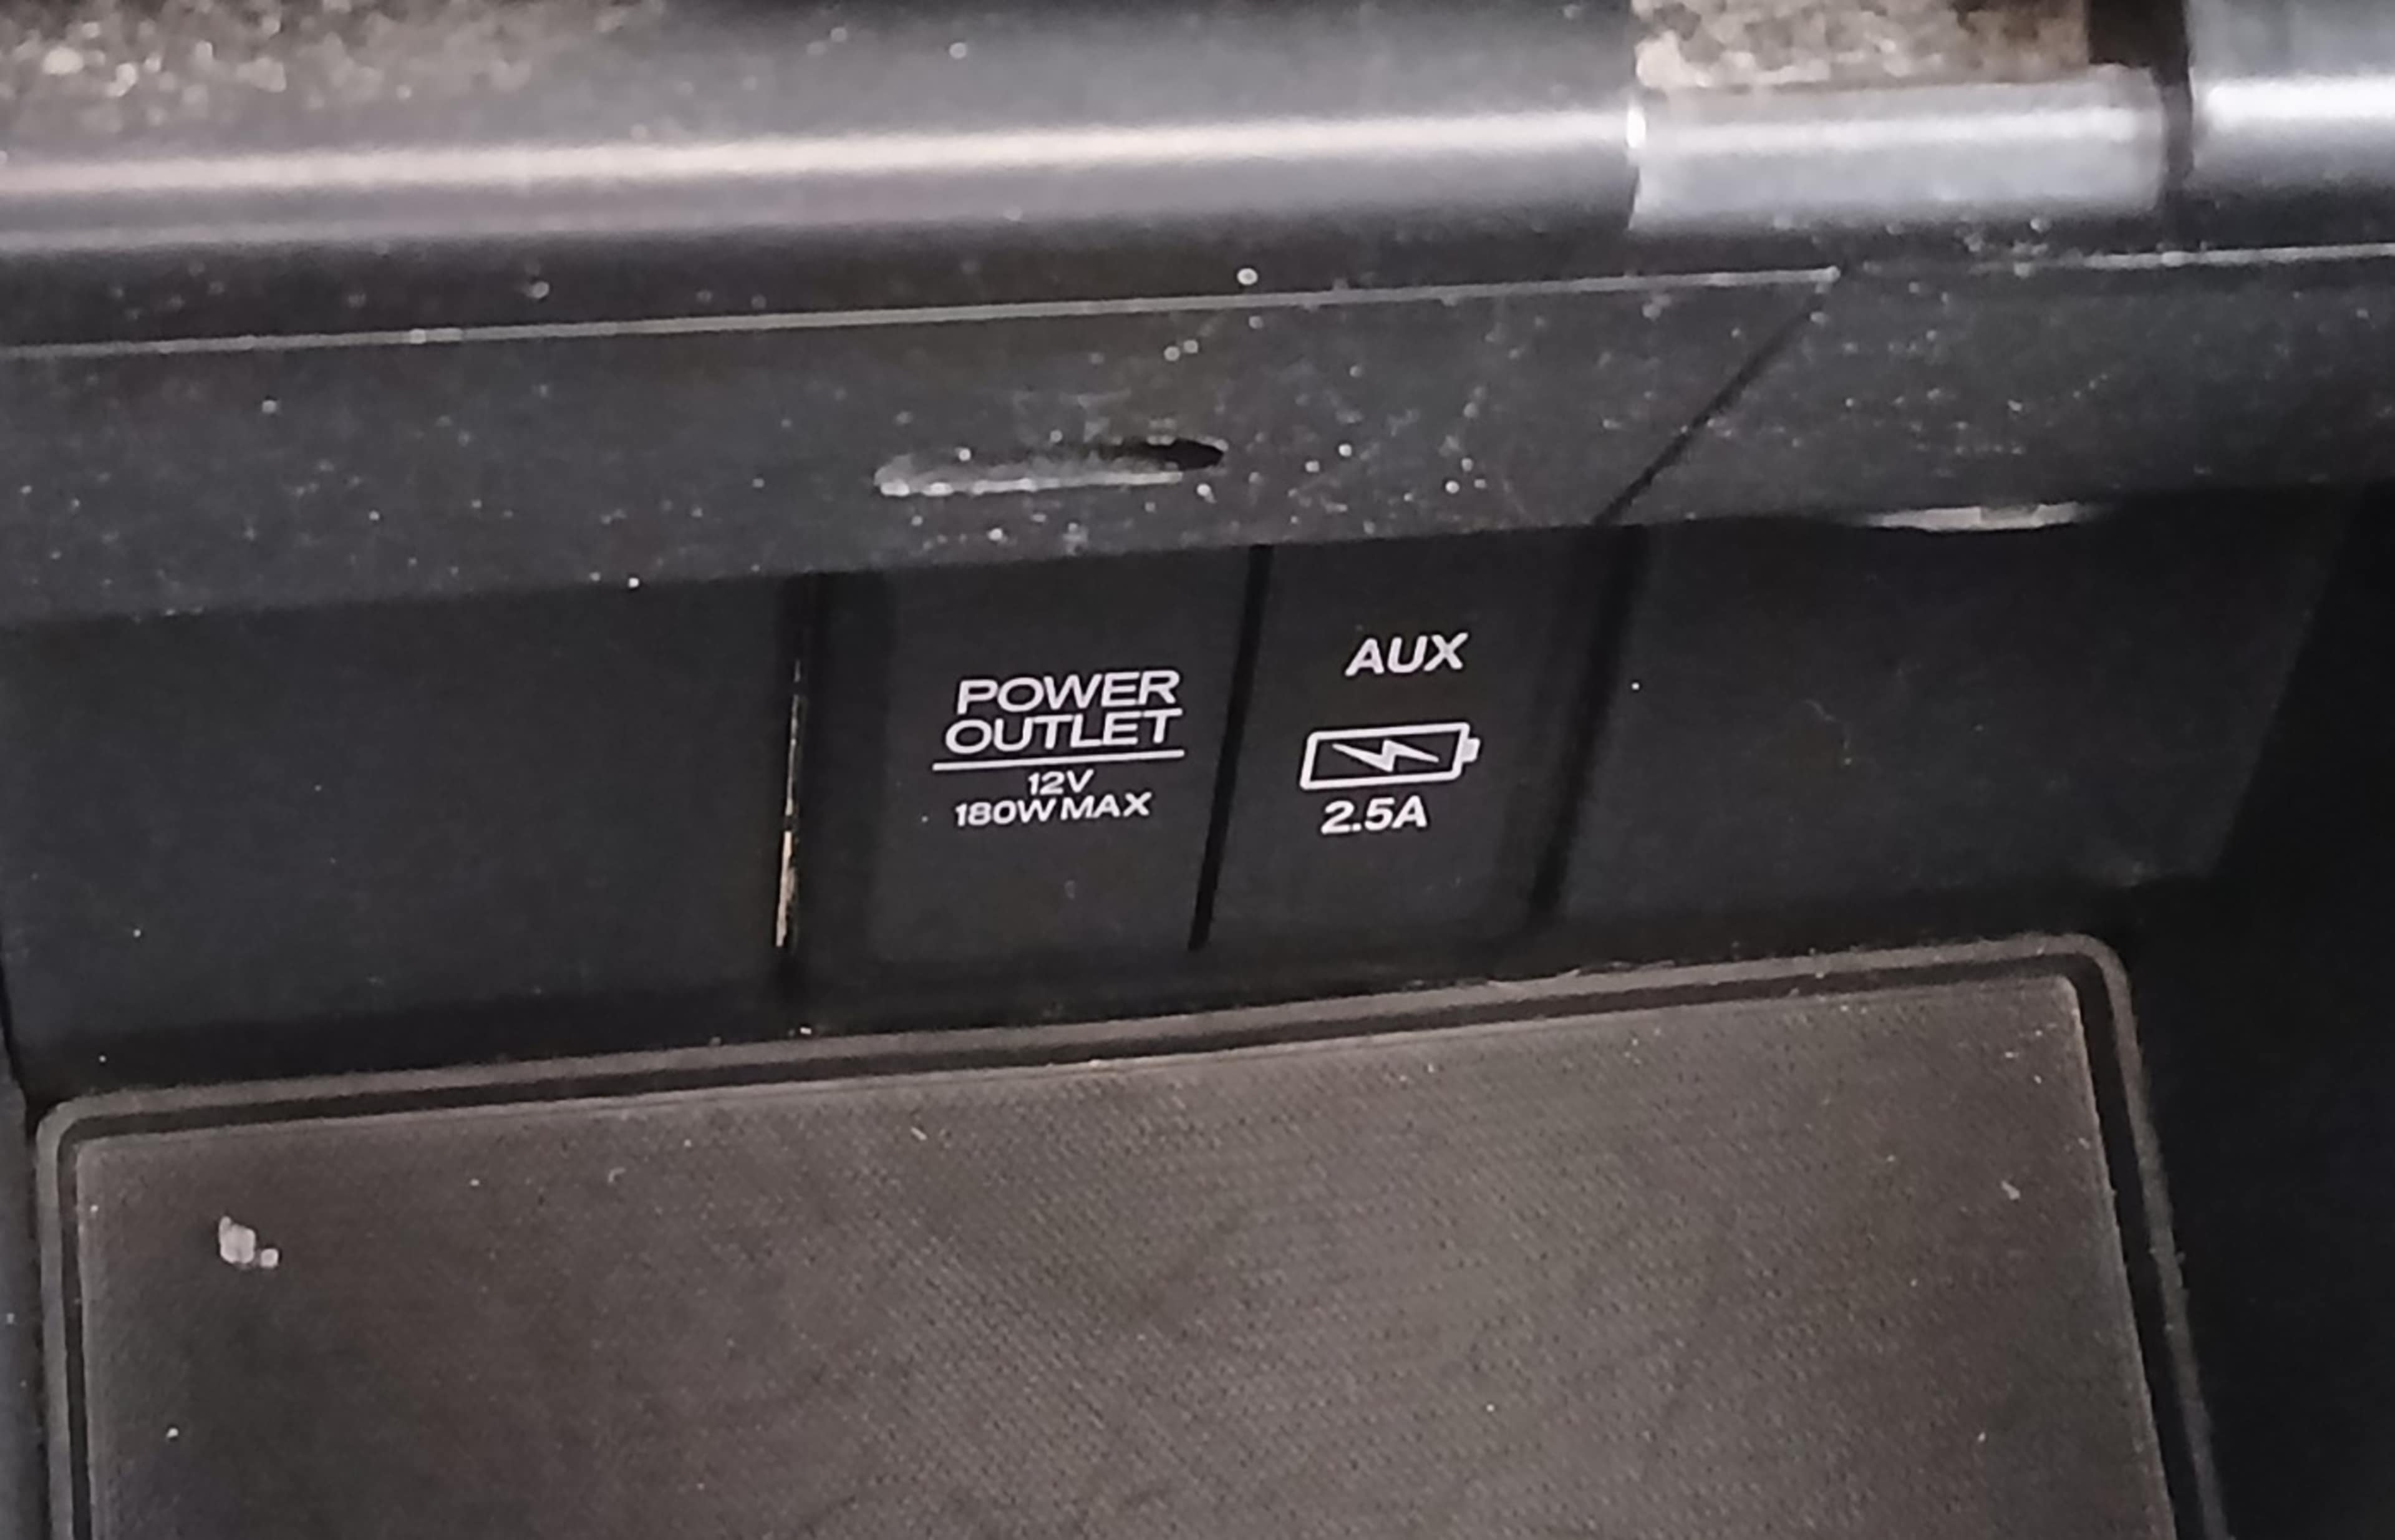 POWER
OUTLET
12V
180W MAX
AUX
2.5A